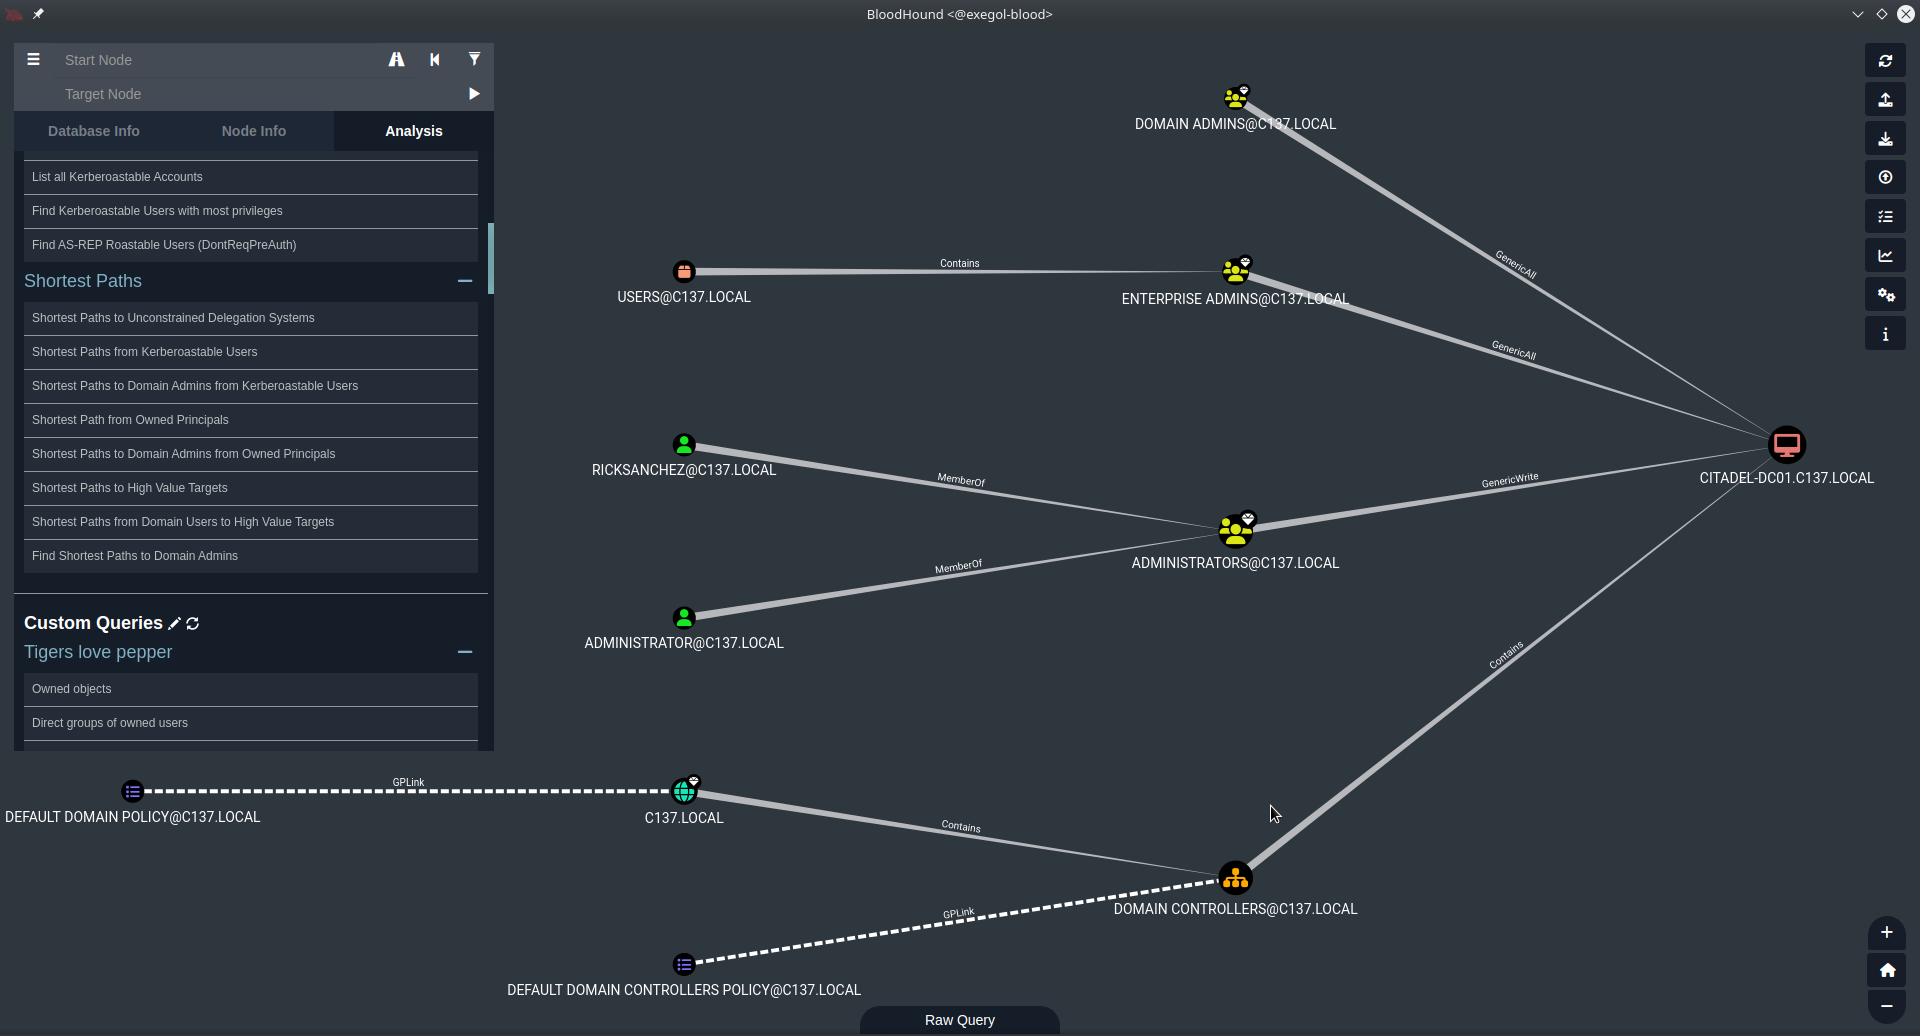 BloodHound <@exegol-blood>
Start Node
Target Node
Database Info
Node Info
Analysis
List all Kerberoastable Accounts
Find Kerberoastable Users with most privileges
Find AS-REP Roastable Users (DontReqPreAuth)
Shortest Paths
Shortest Paths to Unconstrained Delegation Systems
Shortest Paths from Kerberoastable Users
Shortest Paths to Domain Admins from Kerberoastable Users
Shortest Path from Owned Principals
Shortest Paths to Domain Admins from Owned Principals
Shortest Paths to High Value Targets
Shortest Paths from Domain Users to High Value Targets
Find Shortest Paths to Domain Admins
Custom Queries
Tigers love pepper
Owned objects
Direct groups of owned users
DOMAIN ADMINS@C137.LOCAL
GenericAll
Contains
USERS@C137.LOCAL
ENTERPRISE ADMINS@C137.LOCAL
GenericAll
RICKSANCHEZ@C137.LOCAL
MemberOf
GenericWrite
CITADEL-DC01.C137.LOCAL
ADMINISTRATORS@C137.LOCAL
MemberOf
ADMINISTRATOR@C137.LOCAL
Contains
GPLink
DEFAULT DOMAIN POLICY@C137.LOCAL
C137.LOCAL
Contains
DOMAIN CONTROLLERS@C137.LOCAL
GPLink
DEFAULT DOMAIN CONTROLLERS POLICY@C137.LOCAL
Raw Query